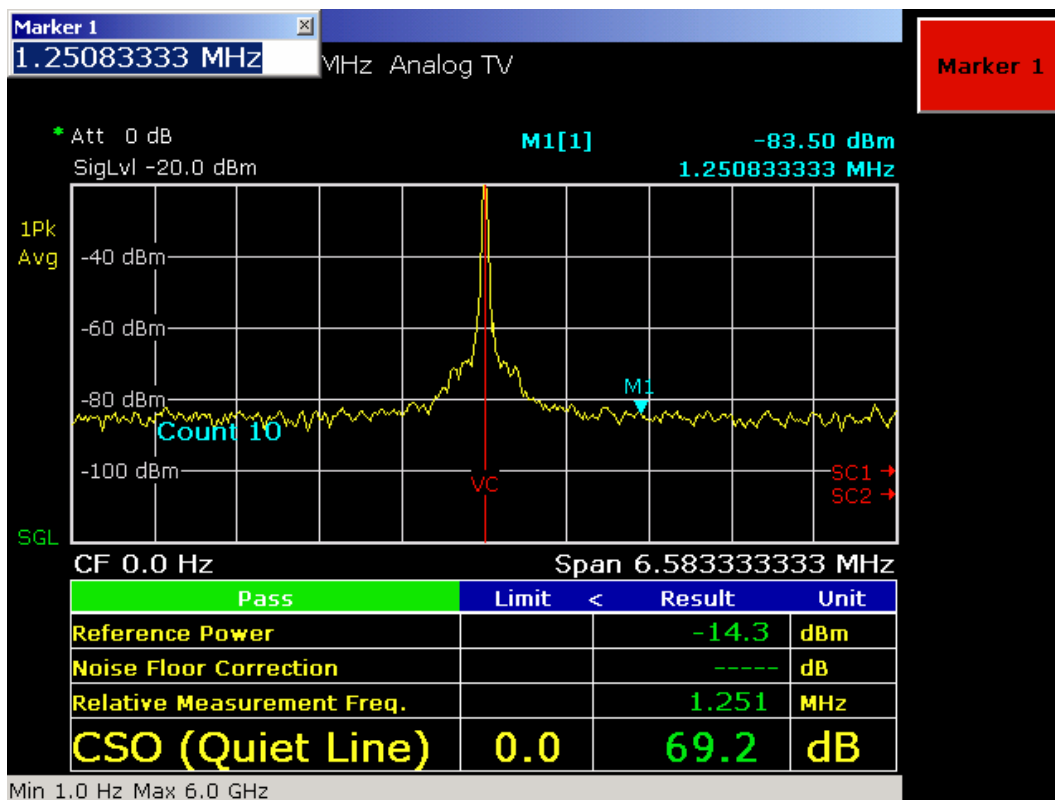 Marker 1
1.25083333 MHz
MHz Analog TV
Marker 1
* Att 0 dB
M1[1] -83.50 dBm
SigLvl -20.0 dBm
1.250833333 MHz
1Pk
Avg
-40 dBm
-60 dBm
M1
-80 dBm
Count 10
-100 dBm
VC
SC1
SC2
SGL
CF 0.0 Hz Span 6.583333333 MHz
Pass Limit < Result Unit
Reference Power -14.3 dBm
Noise Floor Correction ----- dB
Relative Measurement Freq. 1.251 MHz
CSO (Quiet Line) 0.0 69.2 dB
Min 1.0 Hz Max 6.0 GHz